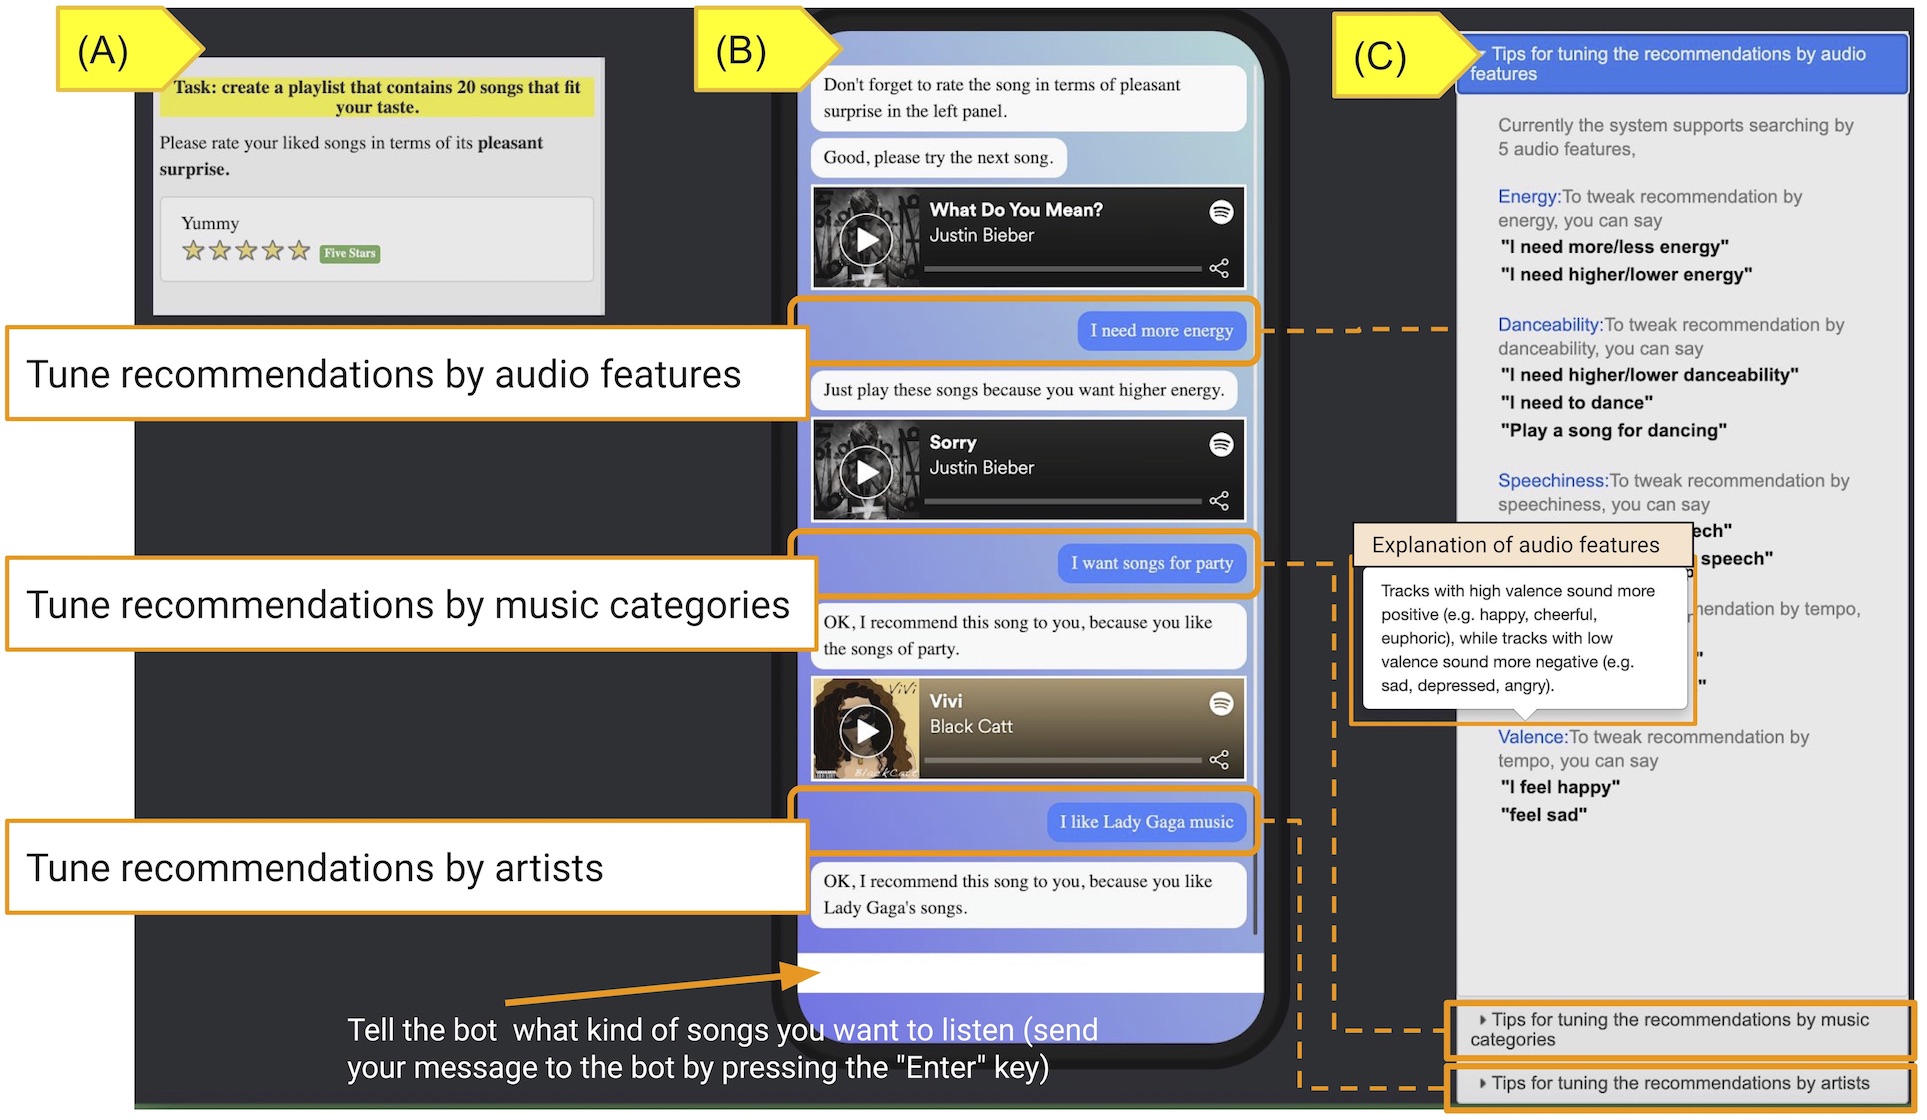 (A)
Task: create a playlist that contains 20 songs that fit
your taste.
Please rate your liked songs in terms of its pleasant
surprise.
Yummy
Five Stars
Tune recommendations by audio features
Tune recommendations by music categories
Tune recommendations by artists
Tell the bot what kind of songs you want to listen (send
your message to the bot by pressing the "Enter" key)
(B)
Don't forget to rate the song in terms of pleasant
surprise in the left panel.
Good, please try the next song.
What Do You Mean?
Justin Bieber
I need more energy
Just play these songs because you want higher energy.
Sorry
Justin Bieber
I want songs for party
OK, I recommend this song to you, because you like
the songs of party.
ViVi
BlackCatt
Vivi
Black Catt
I like Lady Gaga music
OK, I recommend this song to you, because you like
Lady Gaga's songs.
(C)
Tips for tuning the recommendations by audio
features
Currently the system supports searching by
5 audio features,
Energy:To tweak recommendation by
energy, you can say
"I need more/less energy"
"I need higher/lower energy"
Danceability:To tweak recommendation by
danceability, you can say
"I need higher/lower danceability"
"I need to dance"
"Play a song for dancing"
Speechiness:To tweak recommendation by
speechiness, you can say
ech"
speech"
Explanation of audio features
Tracks with high valence sound more
positive (e.g. happy, cheerful,
euphoric), while tracks with low
valence sound more negative (e.g.
sad, depressed, angry).
mendation by tempo,
"
"
Valence:To tweak recommendation by
tempo, you can say
"I feel happy"
"feel sad"
Tips for tuning the recommendations by music
categories
Tips for tuning the recommendations by artists